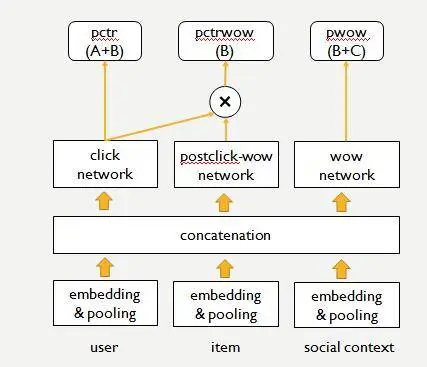 pctr
(A+B)
pctrwow
(B)
pwow
(B+C)
×
click
network
postclick-wow
network
wow
network
concatenation
embedding
& pooling
embedding
& pooling
embedding
& pooling
user
item
social context